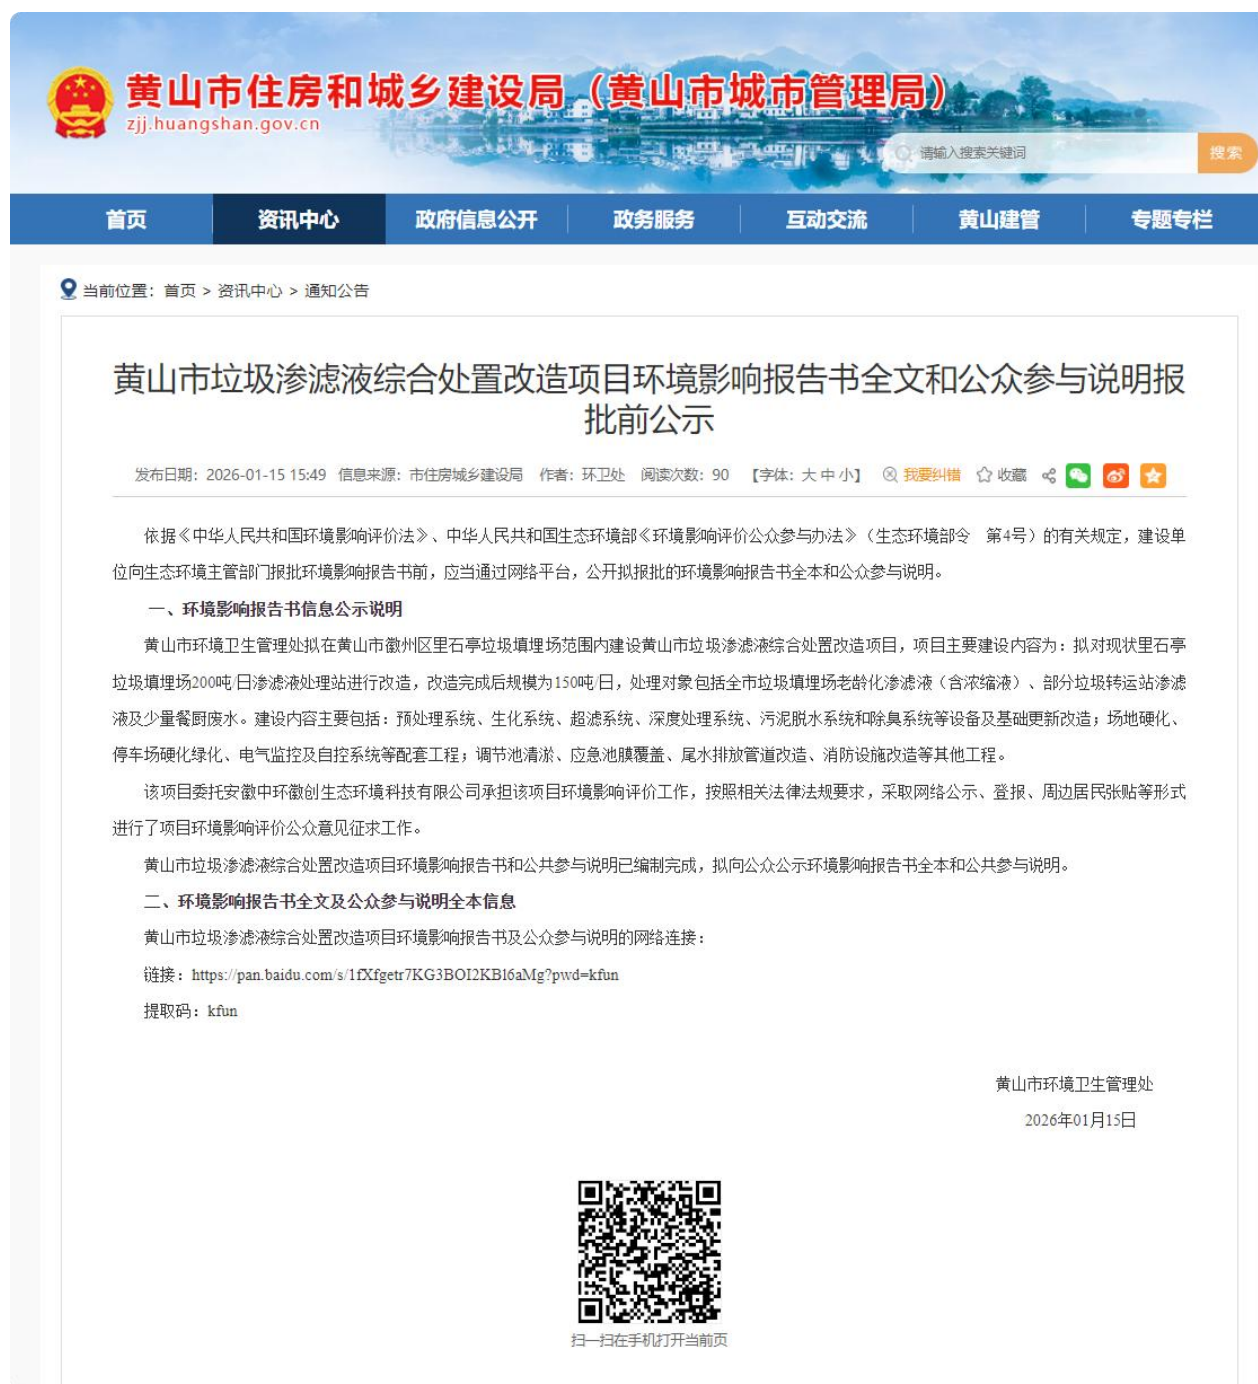 黄山市住房和城乡建设局（黄山市城市管理局）
zjj.huangshan.gov.cn
请输入搜索关键词
搜索
首页 资讯中心 政府信息公开 政务服务 互动交流 黄山建管 专题专栏
当前位置：首页 > 资讯中心 > 通知公告
黄山市垃圾渗滤液综合处置改造项目环境影响报告书全文和公众参与说明报
批前公示
发布日期：2026-01-15 15:49 信息来源：市住房城乡建设局 作者：环卫处 阅读次数：90 【字体：大 中 小】 我要纠错 收藏
依据《中华人民共和国环境影响评价法》、中华人民共和国生态环境部《环境影响评价公众参与办法》（生态环境部令 第4号）的有关规定，建设单
位向生态环境主管部门报批环境影响报告书前，应当通过网络平台，公开拟报批的环境影响报告书全本和公众参与说明。
一、环境影响报告书信息公示说明
黄山市环境卫生管理处拟在黄山市徽州区里石亭垃圾填埋场范围内建设黄山市垃圾渗滤液综合处置改造项目，项目主要建设内容为：拟对现状里石亭
垃圾填埋场200吨/日渗滤液处理站进行改造，改造完成后规模为150吨/日，处理对象包括全市垃圾填埋场老龄化渗滤液（含浓缩液）、部分垃圾转运站渗滤
液及少量餐厨废水。建设内容主要包括：预处理系统、生化系统、超滤系统、深度处理系统、污泥脱水系统和除臭系统等设备及基础更新改造；场地硬化、
停车场硬化绿化、电气监控及自控系统等配套工程；调节池清淤、应急池膜覆盖、尾水排放管道改造、消防设施改造等其他工程。
该项目委托安徽中环徽创生态环境科技有限公司承担该项目环境影响评价工作，按照相关法律法规要求，采取网络公示、登报、周边居民张贴等形式
进行了项目环境影响评价公众意见征求工作。
黄山市垃圾渗滤液综合处置改造项目环境影响报告书和公共参与说明已编制完成，拟向公众公示环境影响报告书全本和公共参与说明。
二、环境影响报告书全文及公众参与说明全本信息
黄山市垃圾渗滤液综合处置改造项目环境影响报告书及公众参与说明的网络连接：
链接：https://pan.baidu.com/s/1fXfgetr7KG3BOI2KBl6aMg?pwd=kfun
提取码：kfun
黄山市环境卫生管理处
2026年01月15日
扫一扫在手机打开当前页